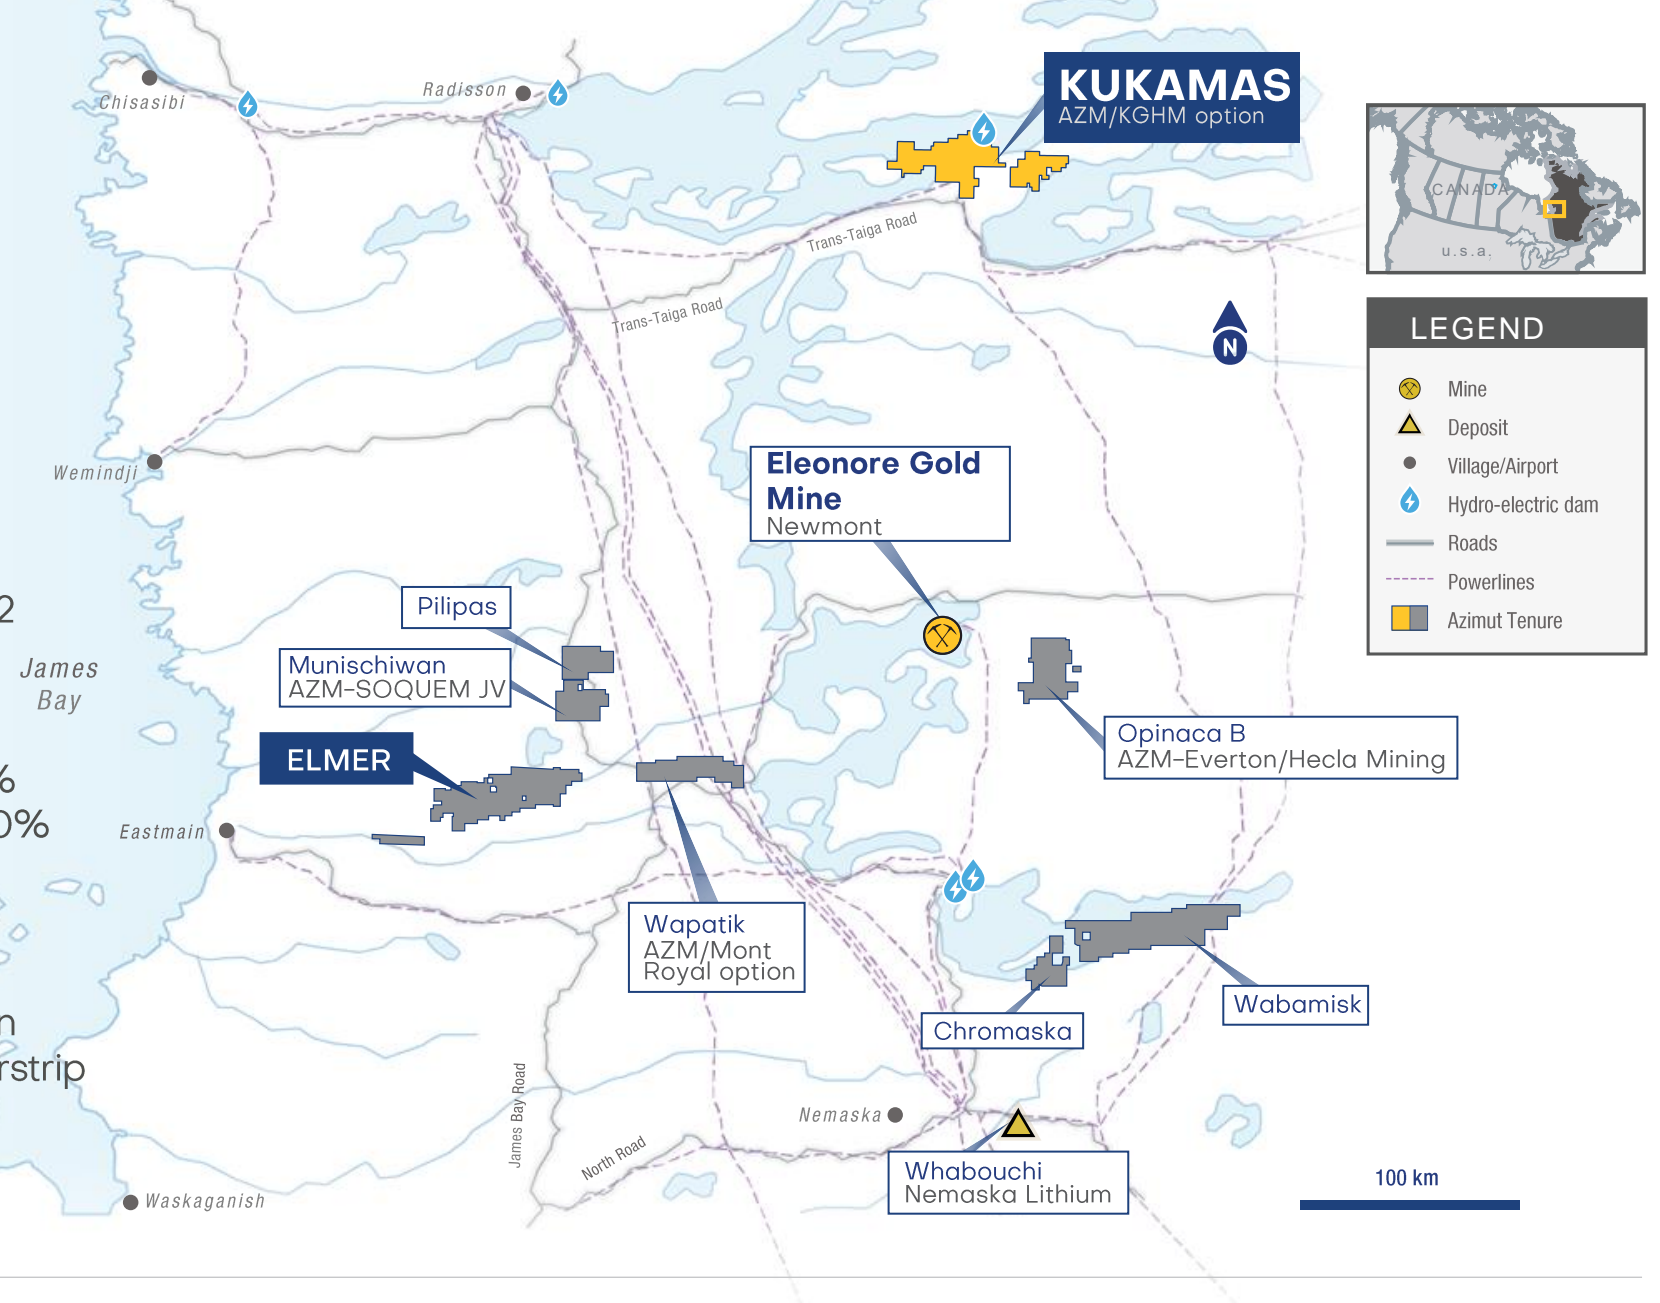 Chisasibi
Radisson
KUKAMAS
AZM/KGHM option
CANADA
u.s.a.
Trans-Taiga Road
Trans-Taiga Road
N
LEGEND
Mine
Deposit
Village/Airport
Hydro-electric dam
Roads
Powerlines
Azimut Tenure
Wemindji
Eleonore Gold
Mine
Newmont
2
Pilipas
James
Bay
Munischiwan
AZM-SOQUEM JV
Opinaca B
AZM-Everton/Hecla Mining
ELMER
%
0%
Eastmain
Wapatik
AZM/Mont
Royal option
Wabamisk
n
Chromaska
rstrip
James Bay Road
Nemaska
North Road
Whabouchi
Nemaska Lithium
100 km
Waskaganish